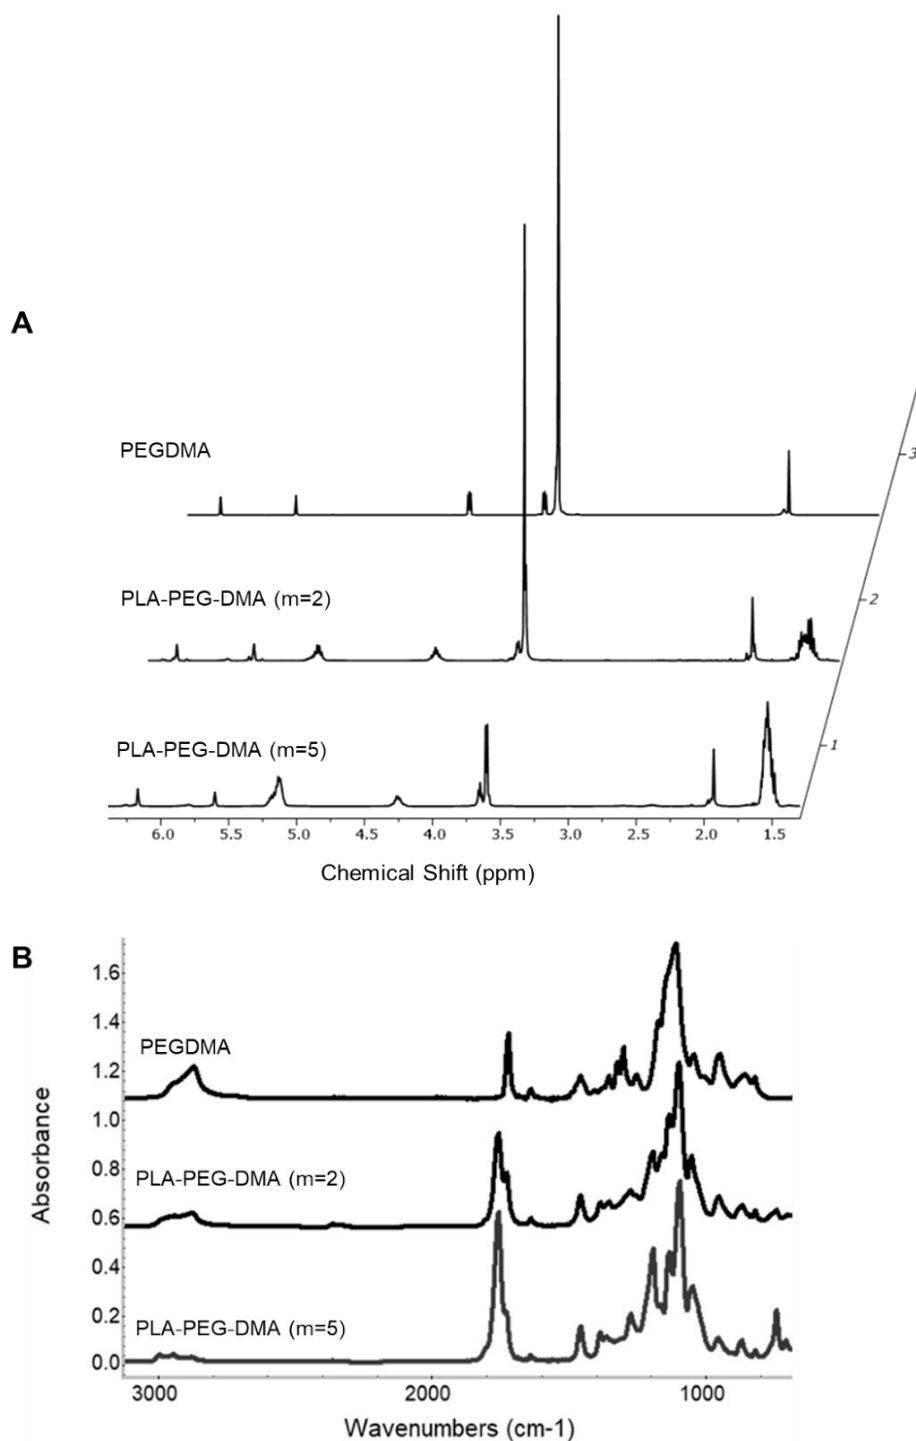 A
PEGDMA
3
PLA-PEG-DMA (m=2)
2
PLA-PEG-DMA (m=5)
1
6.0 5.5 5.0 4.5 4.0 3.5 3.0 2.5 2.0 1.5
Chemical Shift (ppm)
B
1.6
1.4
PEGDMA
1.2
1.0
PLA-PEG-DMA (m=2)
0.8
0.6
0.4
0.2
PLA-PEG-DMA (m=5)
0.0
Absorbance
3000 2000 1000
Wavenumbers (cm-1)